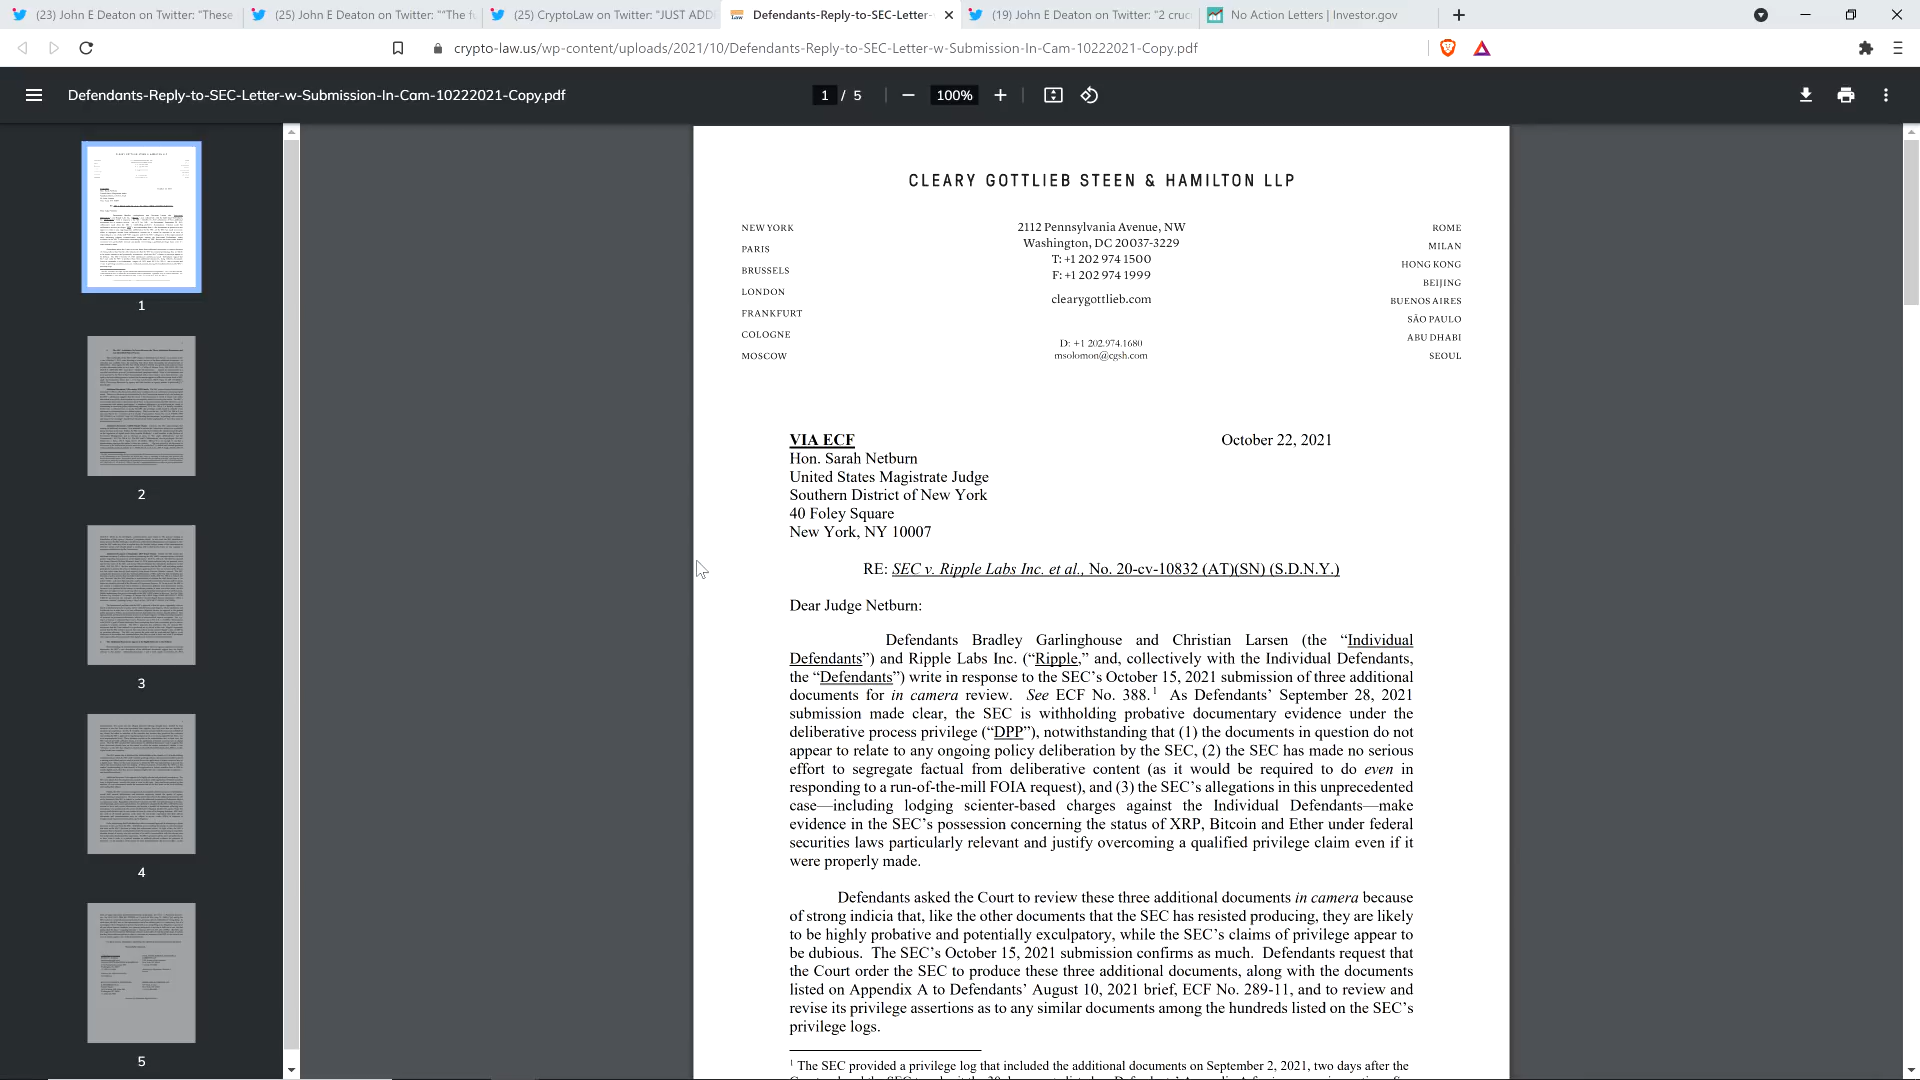 (23) John E Deaton on Twitter: "These
(25) John E Deaton on Twitter: "“The fu
(25) CryptoLaw on Twitter: "JUST ADDE
Defendants-Reply-to-SEC-Letter-
(19) John E Deaton on Twitter: "2 cruci
No Action Letters | Investor.gov
crypto-law.us/wp-content/uploads/2021/10/Defendants-Reply-to-SEC-Letter-w-Submission-In-Cam-10222021-Copy.pdf
Defendants-Reply-to-SEC-Letter-w-Submission-In-Cam-10222021-Copy.pdf
1 / 5
100%
1
2
3
4
5
CLEARY GOTTLIEB STEEN & HAMILTON LLP
NEW YORK
PARIS
BRUSSELS
LONDON
FRANKFURT
COLOGNE
MOSCOW
2112 Pennsylvania Avenue, NW
Washington, DC 20037-3229
T: +1 202 974 1500
F: +1 202 974 1999
clearygottlieb.com
D: +1 202.974.1680
msolomon@cgsh.com
ROME
MILAN
HONG KONG
BEIJING
BUENOS AIRES
SÃO PAULO
ABU DHABI
SEOUL
VIA ECF October 22, 2021
Hon. Sarah Netburn
United States Magistrate Judge
Southern District of New York
40 Foley Square
New York, NY 10007
RE: SEC v. Ripple Labs Inc. et al., No. 20-cv-10832 (AT)(SN) (S.D.N.Y.)
Dear Judge Netburn:
Defendants Bradley Garlinghouse and Christian Larsen (the “Individual
Defendants”) and Ripple Labs Inc. (“Ripple,” and, collectively with the Individual Defendants,
the “Defendants”) write in response to the SEC’s October 15, 2021 submission of three additional
documents for in camera review. See ECF No. 388.1 As Defendants’ September 28, 2021
submission made clear, the SEC is withholding probative documentary evidence under the
deliberative process privilege (“DPP”), notwithstanding that (1) the documents in question do not
appear to relate to any ongoing policy deliberation by the SEC, (2) the SEC has made no serious
effort to segregate factual from deliberative content (as it would be required to do even in
responding to a run-of-the-mill FOIA request), and (3) the SEC’s allegations in this unprecedented
case—including lodging scienter-based charges against the Individual Defendants—make
evidence in the SEC’s possession concerning the status of XRP, Bitcoin and Ether under federal
securities laws particularly relevant and justify overcoming a qualified privilege claim even if it
were properly made.
Defendants asked the Court to review these three additional documents in camera because
of strong indicia that, like the other documents that the SEC has resisted producing, they are likely
to be highly probative and potentially exculpatory, while the SEC’s claims of privilege appear to
be dubious. The SEC’s October 15, 2021 submission confirms as much. Defendants request that
the Court order the SEC to produce these three additional documents, along with the documents
listed on Appendix A to Defendants’ August 10, 2021 brief, ECF No. 289-11, and to review and
revise its privilege assertions as to any similar documents among the hundreds listed on the SEC’s
privilege logs.
1 The SEC provided a privilege log that included the additional documents on September 2, 2021, two days after the